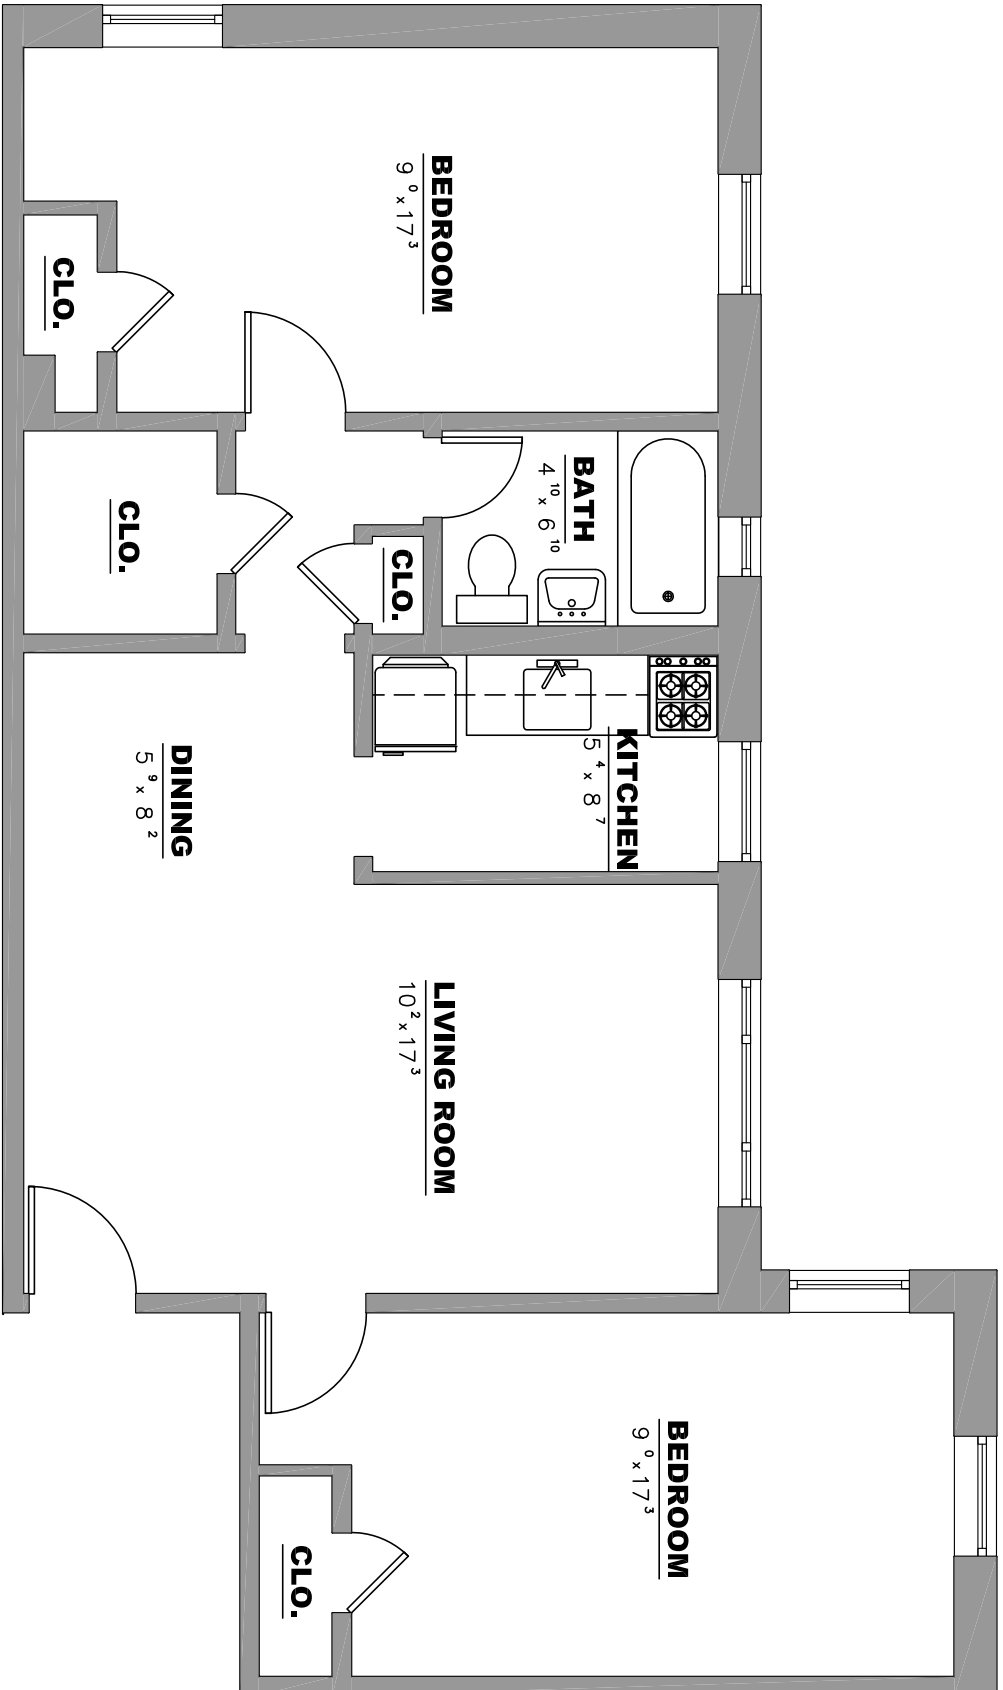 BEDROOM
9⁰ x 17³
CLO.
BATH
4¹⁰ x 6¹⁰
CLO.
CLO.
KITCHEN
5⁴ x 8⁷
DINING
5⁹ x 8²
LIVING ROOM
10² x 17³
BEDROOM
9⁰ x 17³
CLO.